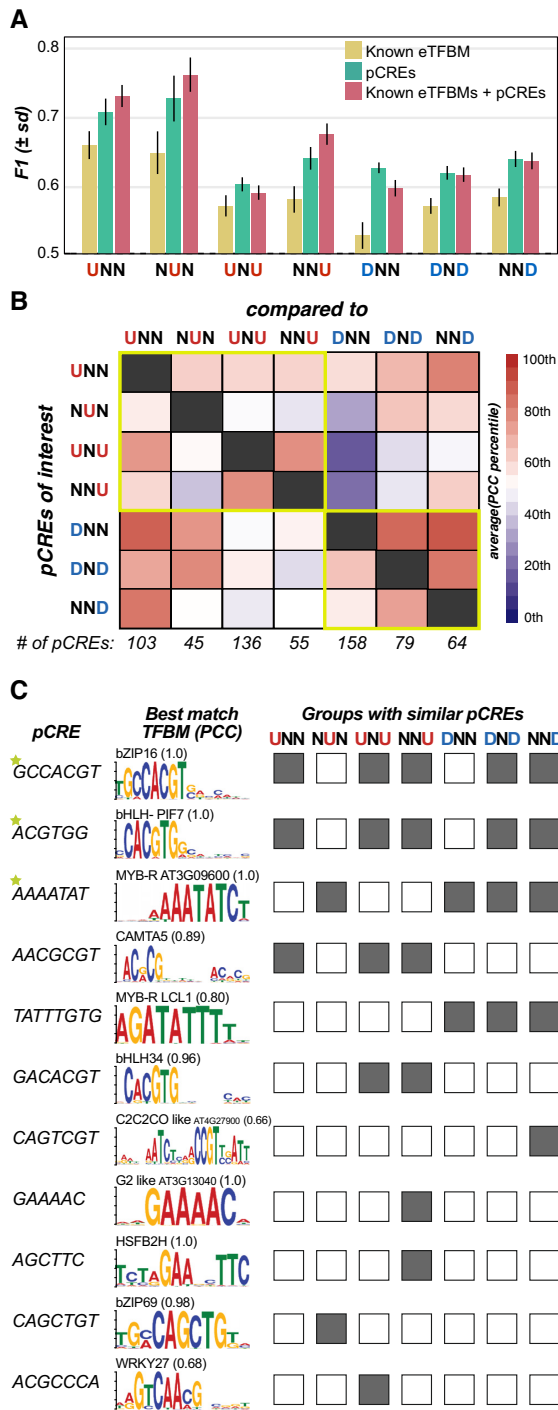 A
0.8
0.7
0.6
0.5
F1 (± sd)
Known eTFBM
pCREs
Known eTFBMs + pCREs
UNN NUN UNU NNU DNN DND NND
B
compared to
UNN NUN UNU NNU DNN DND NND
pCREs of interest
UNN
NUN
UNU
NNU
DNN
DND
NND
100th
80th
60th
40th
20th
0th
average(PCC percentile)
# of pCREs: 103 45 136 55 158 79 64
C
pCRE
Best match TFBM (PCC)
Groups with similar pCREs
UNN NUN UNU NNU DNN DND NND
GCCACGT
bZIP16 (1.0)
ACGTGG
bHLH- PIF7 (1.0)
AAAATAT
MYB-R AT3G09600 (1.0)
AACGCGT
CAMTA5 (0.89)
TATTTGTG
MYB-R LCL1 (0.80)
GACACGT
bHLH34 (0.96)
CAGTCGT
C2C2CO like AT4G27900 (0.66)
GAAAAC
G2 like AT3G13040 (1.0)
AGCTTC
HSFB2H (1.0)
CAGCTGT
bZIP69 (0.98)
ACGCCCA
WRKY27 (0.68)